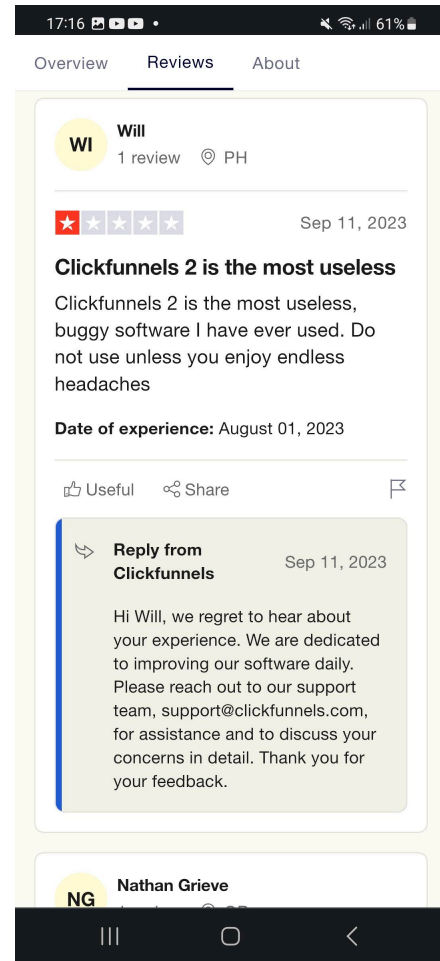 17:16 61%
Overview Reviews About
WI
Will
1 review PH
Sep 11, 2023
Clickfunnels 2 is the most useless
Clickfunnels 2 is the most useless,
buggy software I have ever used. Do
not use unless you enjoy endless
headaches
Date of experience: August 01, 2023
Useful Share
Reply from
Clickfunnels
Sep 11, 2023
Hi Will, we regret to hear about
your experience. We are dedicated
to improving our software daily.
Please reach out to our support
team, support@clickfunnels.com,
for assistance and to discuss your
concerns in detail. Thank you for
your feedback.
NG
Nathan Grieve